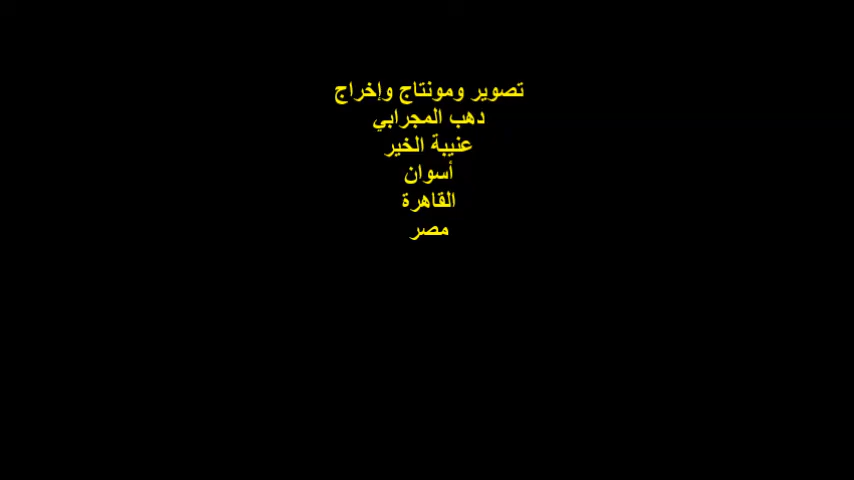 تصوير ومونتاج وإخراج
دهب المجرابي
عنيبة الخير
أسوان
القاهرة
مصر